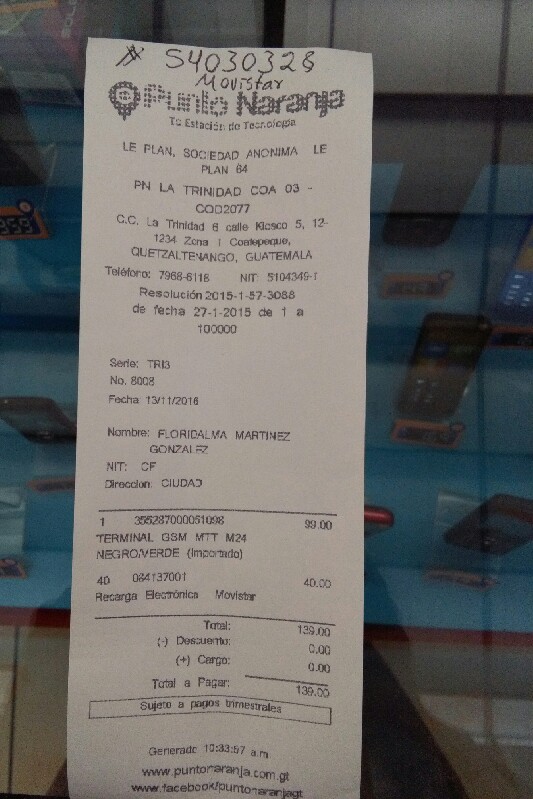 54030328
Movistar
Punto Naranja
Tu Estación de Tecnología
LE PLAN, SOCIEDAD ANONIMA LE
PLAN 64
PN LA TRINIDAD COA 03 -
COD2077
C.C. La Trinidad 6 calle Kiosco 5, 12-
1234 Zona 1 Coatepeque,
QUETZALTENANGO, GUATEMALA
Teléfono: 7968-6118 NIT: 5104349-1
Resolución 2015-1-57-3088
de fecha 27-1-2015 de 1 a
100000
Serie: TRI3
No. 8008
Fecha: 13/11/2016
Nombre: FLORIDALMA MARTINEZ
GONZALEZ
NIT: CF
Direccion: CIUDAD
1 355287000051098 99.00
TERMINAL GSM MTT M24
NEGRO/VERDE (Importado)
40 084137001 40.00
Recarga Electrónica Movistar
Total: 139.00
(-) Descuento: 0.00
(+) Cargo: 0.00
Total a Pagar: 139.00
Sujeto a pagos trimestrales
Generado 10:33:57 a.m
www.puntonaranja.com.gt
www.facebook/puntonaranjagt